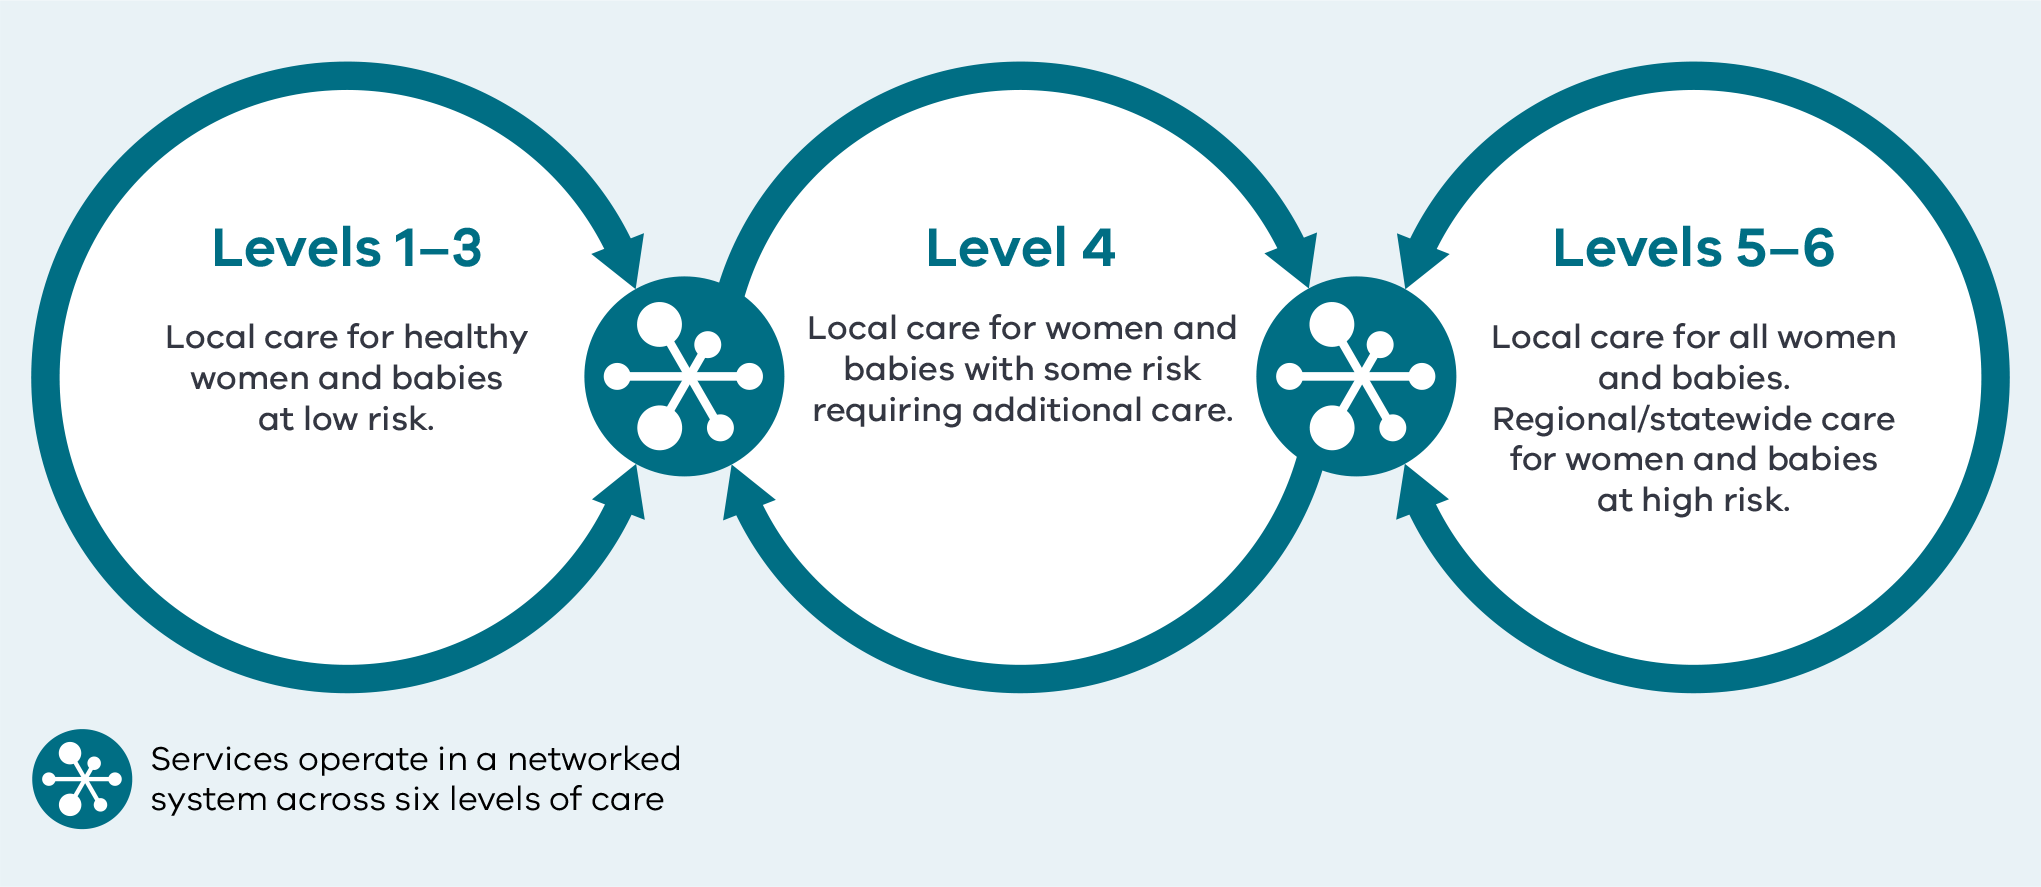 Levels 1–3
Local care for healthy
women and babies
at low risk.
Level 4
Local care for women and
babies with some risk
requiring additional care.
Levels 5–6
Local care for all women
and babies.
Regional/statewide care
for women and babies
at high risk.
Services operate in a networked
system across six levels of care